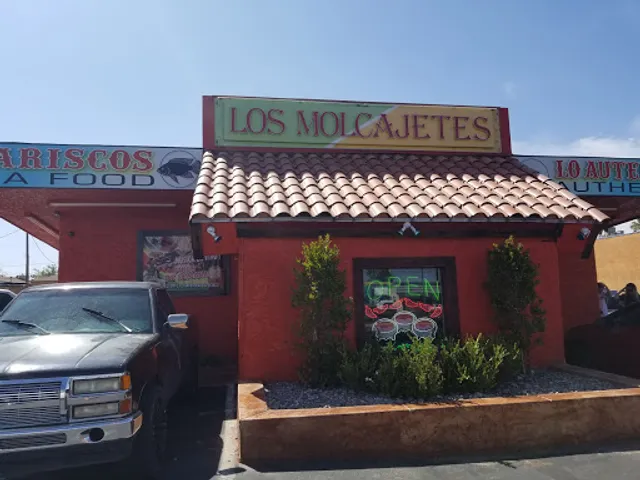 LOS MOLCAJETES
ARISCOS
A FOOD
LO AUTE
AUTHE
OPEN